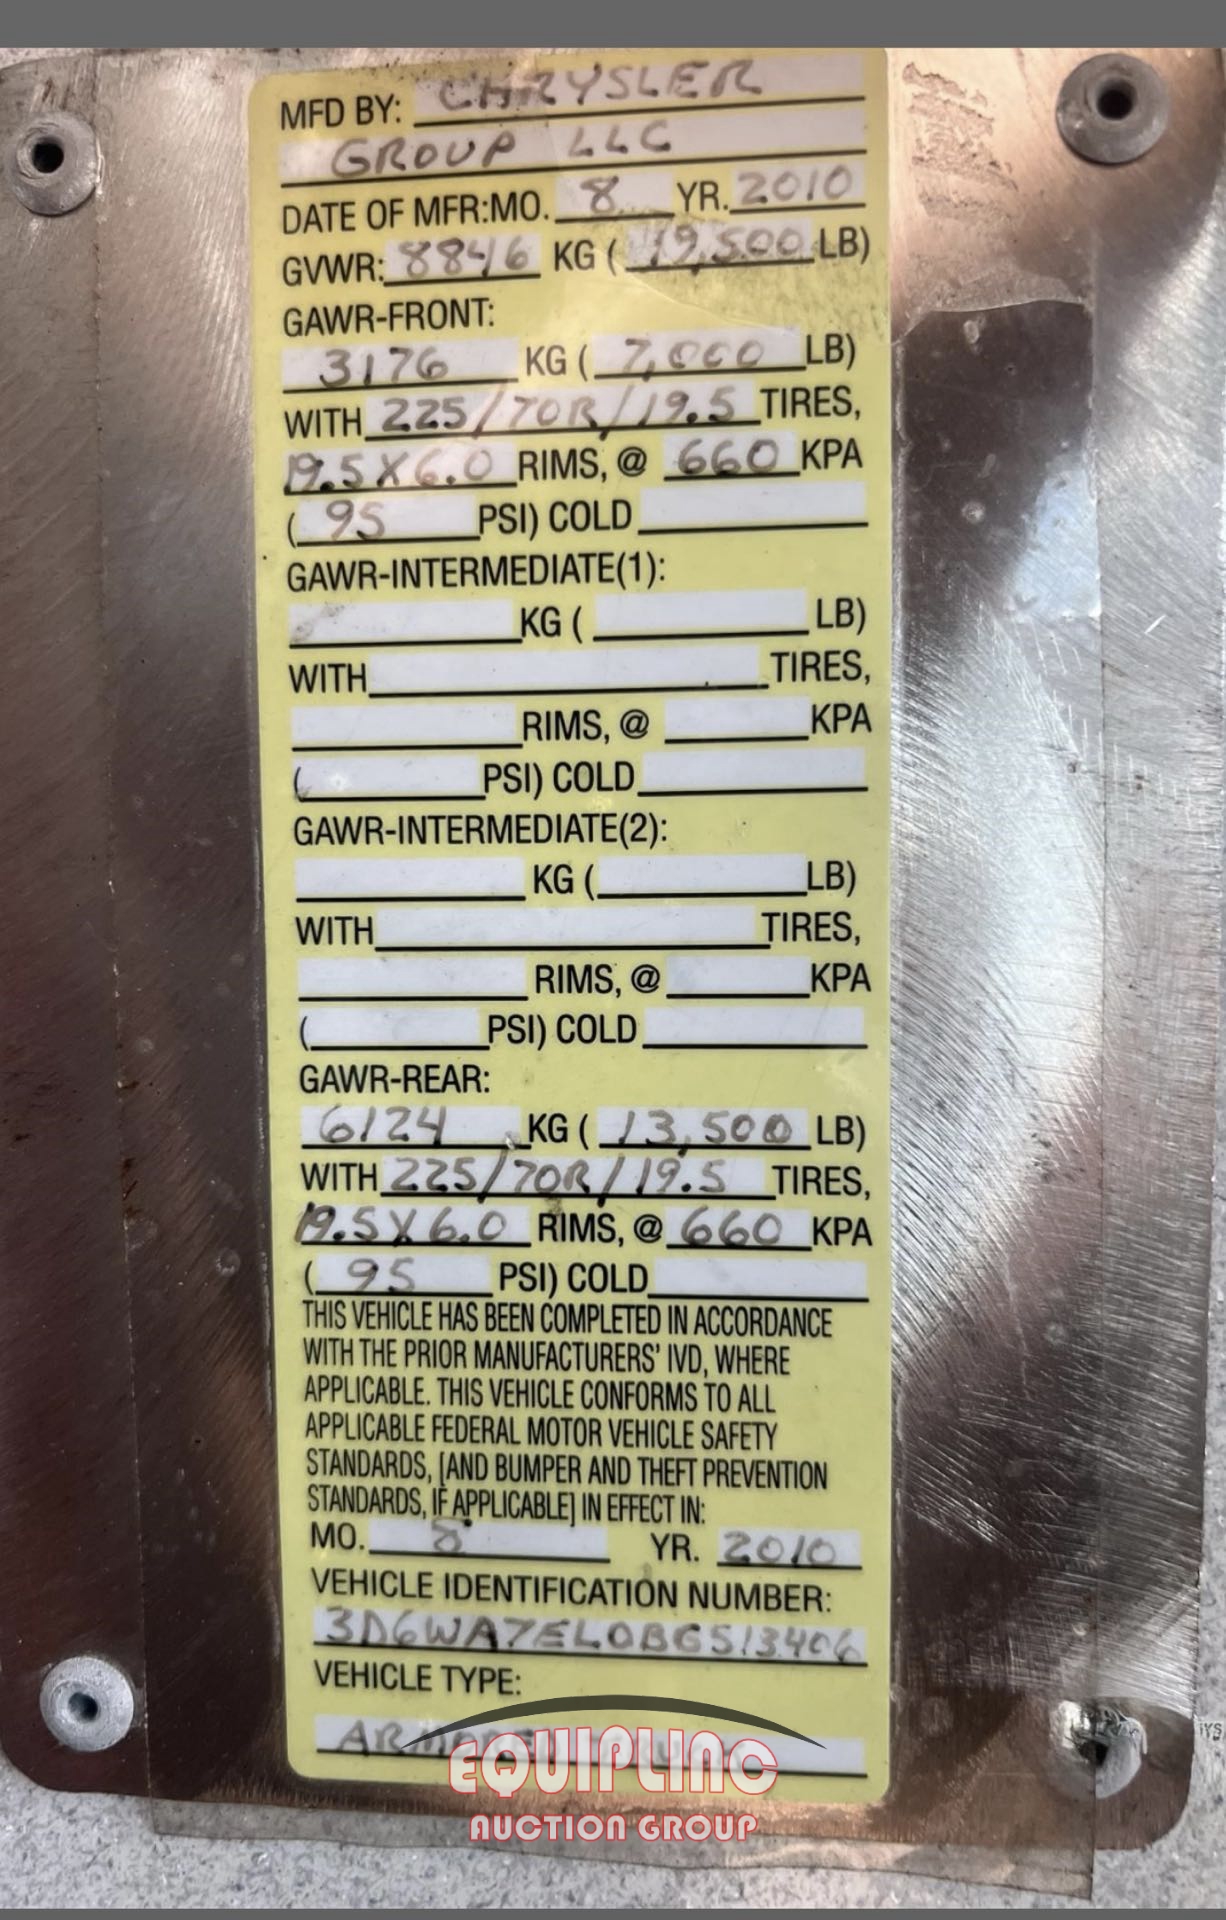 MFD BY: CHRYSLER
GROUP LLC
DATE OF MFR:MO. 8 YR. 2010
GVWR: 8846 KG ( 19,500 LB)
GAWR-FRONT:
3176 KG ( 7,000 LB)
WITH 225/70R/19.5 TIRES,
19.5X6.0 RIMS, @ 660 KPA
( 95 PSI) COLD
GAWR-INTERMEDIATE(1):
KG ( LB)
WITH TIRES,
RIMS, @ KPA
( PSI) COLD
GAWR-INTERMEDIATE(2):
KG ( LB)
WITH TIRES,
RIMS, @ KPA
( PSI) COLD
GAWR-REAR:
6124 KG ( 13,500 LB)
WITH 225/70R/19.5 TIRES,
19.5X6.0 RIMS, @ 660 KPA
( 95 PSI) COLD
THIS VEHICLE HAS BEEN COMPLETED IN ACCORDANCE
WITH THE PRIOR MANUFACTURERS' IVD, WHERE
APPLICABLE. THIS VEHICLE CONFORMS TO ALL
APPLICABLE FEDERAL MOTOR VEHICLE SAFETY
STANDARDS, [AND BUMPER AND THEFT PREVENTION
STANDARDS, IF APPLICABLE] IN EFFECT IN:
MO. 8 YR. 2010
VEHICLE IDENTIFICATION NUMBER:
3D6WA7EL0BG513406
VEHICLE TYPE:
ARMORED TRUCK
EQUIPLINC
AUCTION GROUP